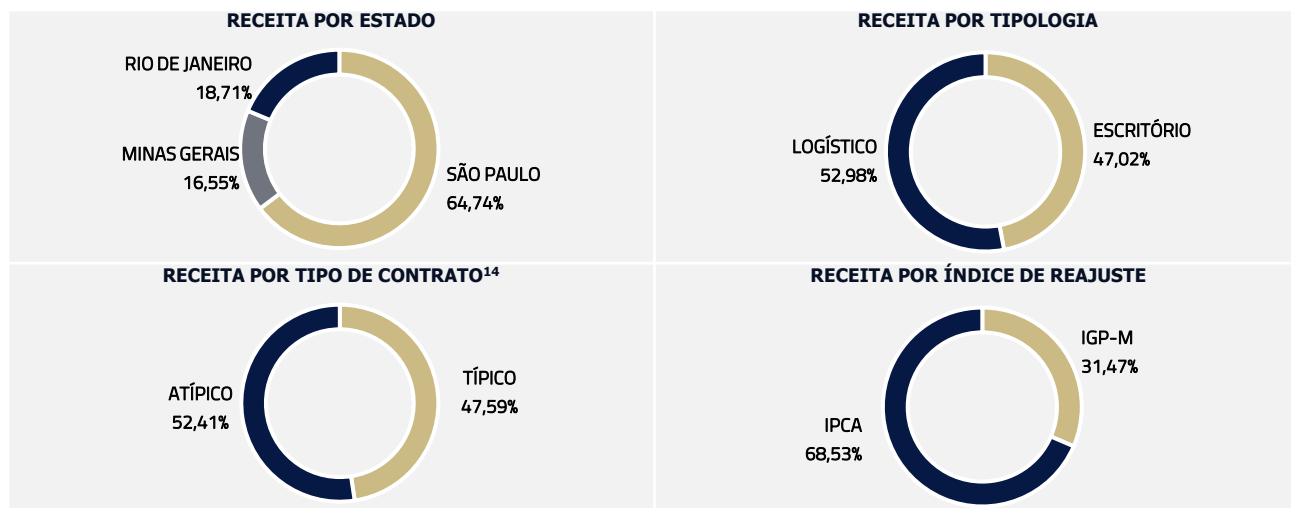 RECEITA POR ESTADO
RIO DE JANEIRO
18,71%
MINAS GERAIS
16,55%
SÃO PAULO
64,74%
RECEITA POR TIPOLOGIA
LOGÍSTICO
52,98%
ESCRITÓRIO
47,02%
RECEITA POR TIPO DE CONTRATO¹⁴
ATÍPICO
52,41%
TÍPICO
47,59%
RECEITA POR ÍNDICE DE REAJUSTE
IGP-M
31,47%
IPCA
68,53%